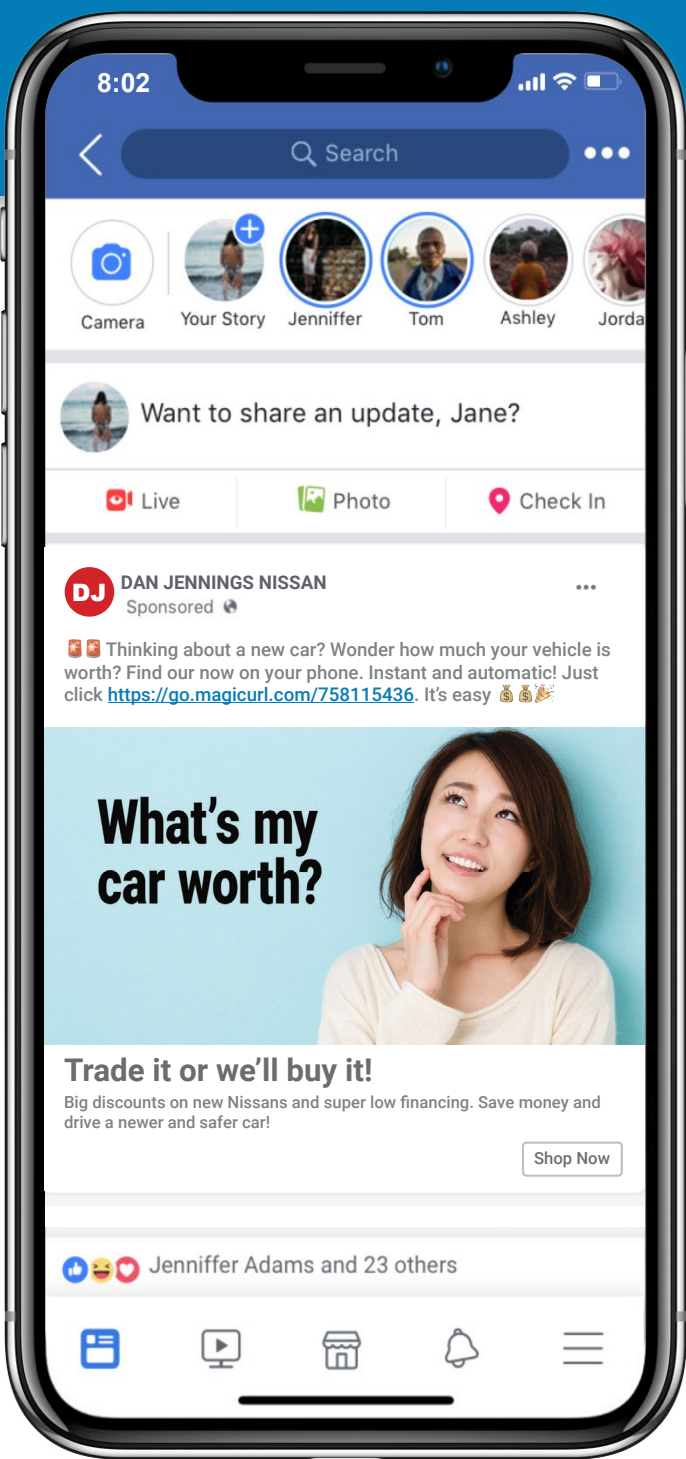 8:02
Search
Camera
Your Story
Jenniffer
Tom
Ashley
Jorda
Want to share an update, Jane?
Live
Photo
Check In
DJ
DAN JENNINGS NISSAN
Sponsored
🚨🚨 Thinking about a new car? Wonder how much your vehicle is
worth? Find our now on your phone. Instant and automatic! Just
click https://go.magicurl.com/758115436. It’s easy 💰💰🎉
What’s my
car worth?
Trade it or we’ll buy it!
Big discounts on new Nissans and super low financing. Save money and
drive a newer and safer car!
Shop Now
Jenniffer Adams and 23 others